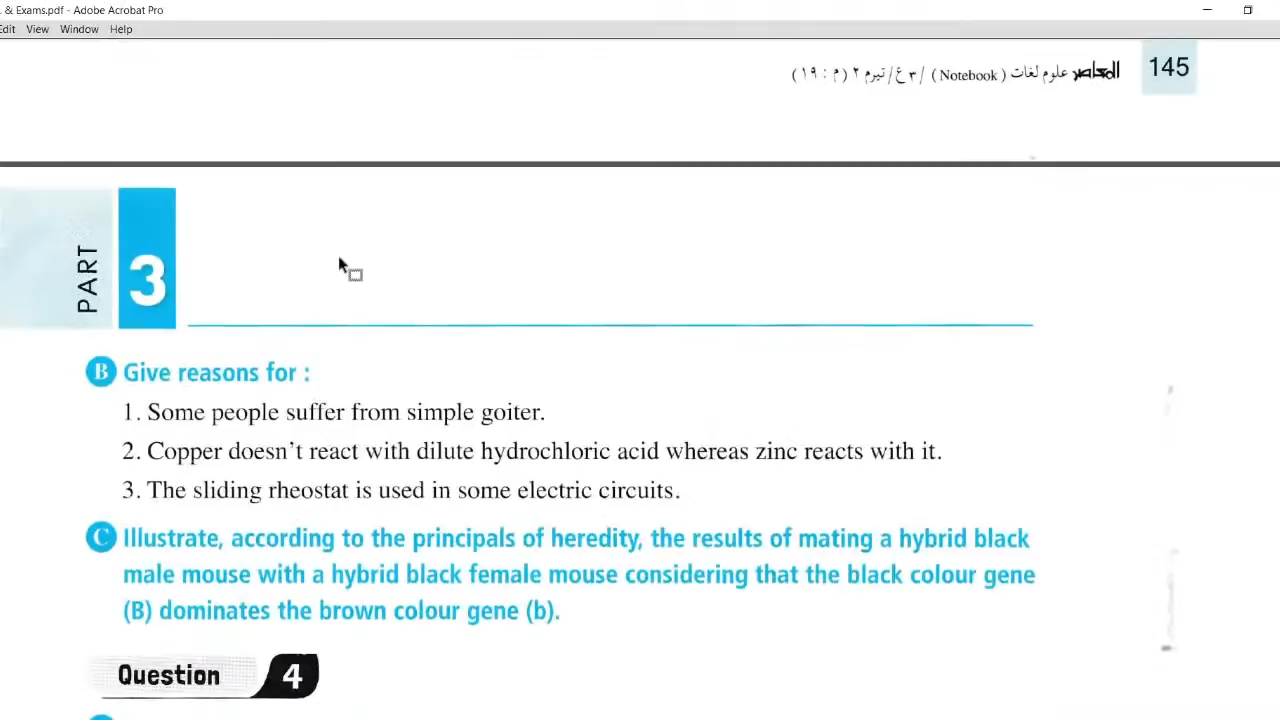 . & Exams.pdf - Adobe Acrobat Pro
Edit View Window Help
المعاصر علوم لغات (Notebook) / ٣ ع / تيرم ٢ (م : ١٩) 145
PART 3
B Give reasons for :
1. Some people suffer from simple goiter.
2. Copper doesn't react with dilute hydrochloric acid whereas zinc reacts with it.
3. The sliding rheostat is used in some electric circuits.
C Illustrate, according to the principals of heredity, the results of mating a hybrid black
male mouse with a hybrid black female mouse considering that the black colour gene
(B) dominates the brown colour gene (b).
Question 4